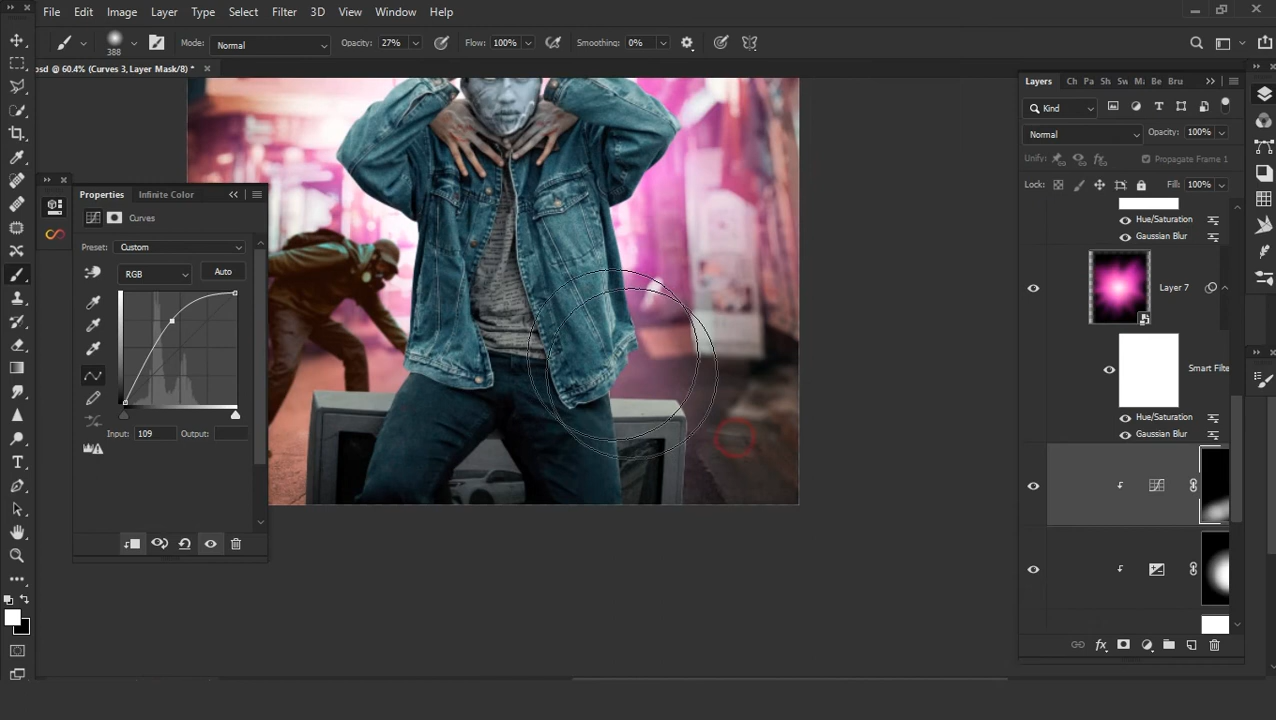 File Edit Image Layer Type Select Filter 3D View Window Help
388 Mode: Normal Opacity: 27% Flow: 100% Smoothing: 0%
psd @ 60.4% (Curves 3, Layer Mask/8) * ×
Layers Ch Pa Sh Sw Mi Be Bru
Kind
Normal Opacity: 100%
Unify: Propagate Frame 1
Lock: Fill: 100%
Hue/Saturation
Gaussian Blur
Layer 7
Smart Filte
Hue/Saturation
Gaussian Blur
Properties Infinite Color
Curves
Preset: Custom
RGB Auto
Input: 109 Output: